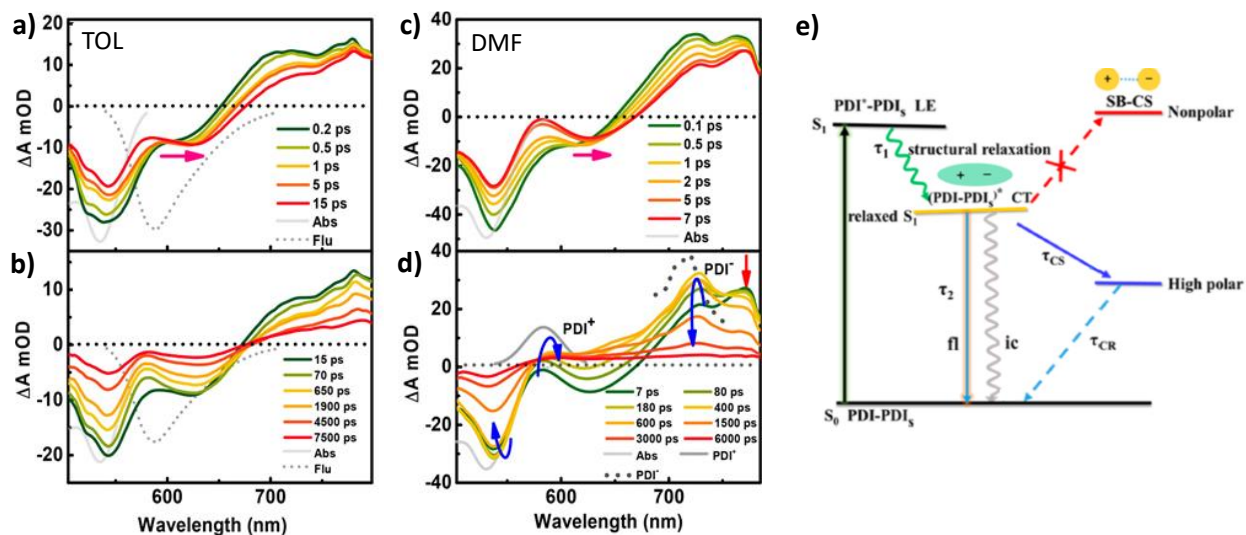 a)
TOL
ΔA mOD
20
10
0
-10
-20
-30
0.2 ps
0.5 ps
1 ps
5 ps
15 ps
Abs
Flu
b)
ΔA mOD
10
0
-10
-20
15 ps
70 ps
650 ps
1900 ps
4500 ps
7500 ps
Abs
Flu
600
700
Wavelength (nm)
c)
DMF
40
20
0
-20
-40
0.1 ps
0.5 ps
1 ps
2 ps
5 ps
7 ps
Abs
d)
40
20
0
-20
-40
PDI⁺
PDI⁻
7 ps 80 ps
180 ps 400 ps
600 ps 1500 ps
3000 ps 6000 ps
Abs PDI⁺
PDI⁻
600
700
Wavelength (nm)
e)
+ −
SB-CS
Nonpolar
PDI*-PDIₛ LE
S₁
τ₁
structural relaxation
+ −
(PDI-PDIₛ)* CT
relaxed S₁
τCS
High polar
τ₂
fl
ic
τCR
S₀ PDI-PDIₛ